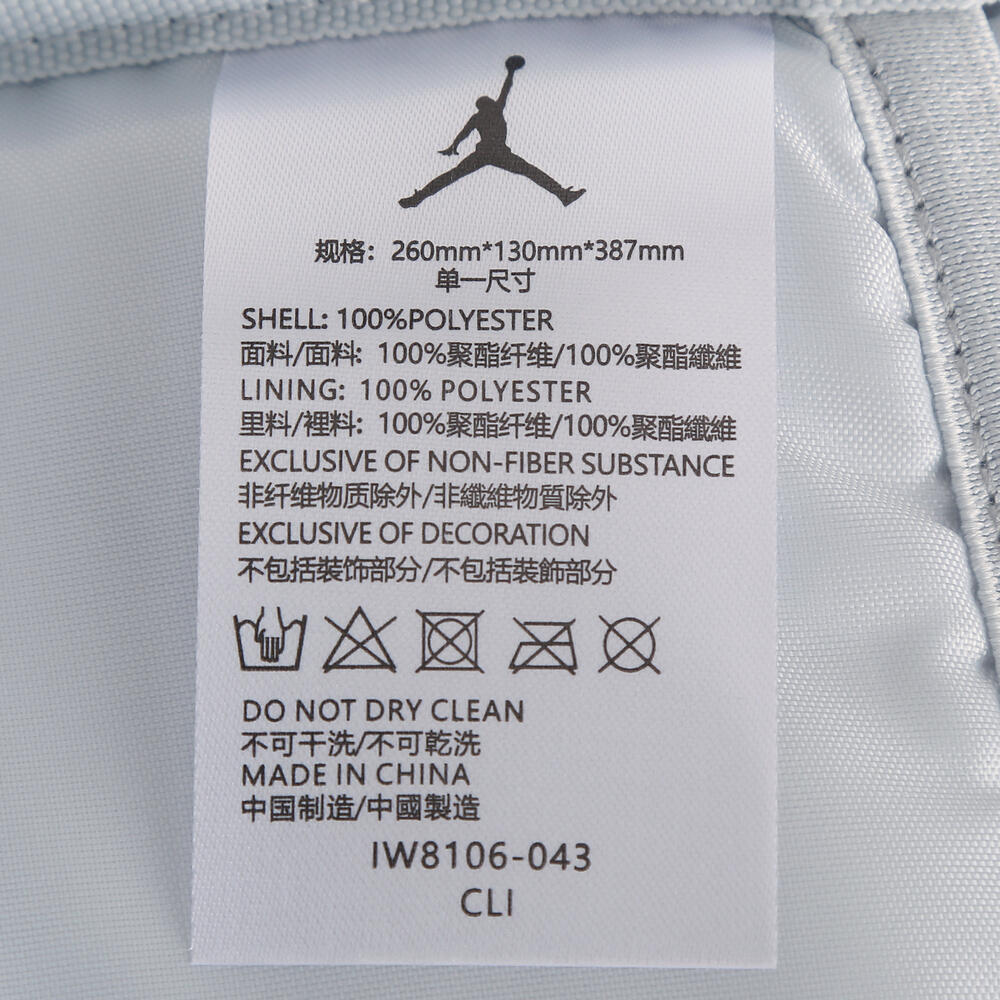 规格：260mm*130mm*387mm
单一尺寸
SHELL: 100%POLYESTER
面料/面料: 100%聚酯纤维/100%聚酯纖維
LINING: 100% POLYESTER
里料/裡料: 100%聚酯纤维/100%聚酯纖維
EXCLUSIVE OF NON-FIBER SUBSTANCE
非纤维物质除外/非纖維物質除外
EXCLUSIVE OF DECORATION
不包括装饰部分/不包括裝飾部分
DO NOT DRY CLEAN
不可干洗/不可乾洗
MADE IN CHINA
中国制造/中國製造
IW8106-043
CLI